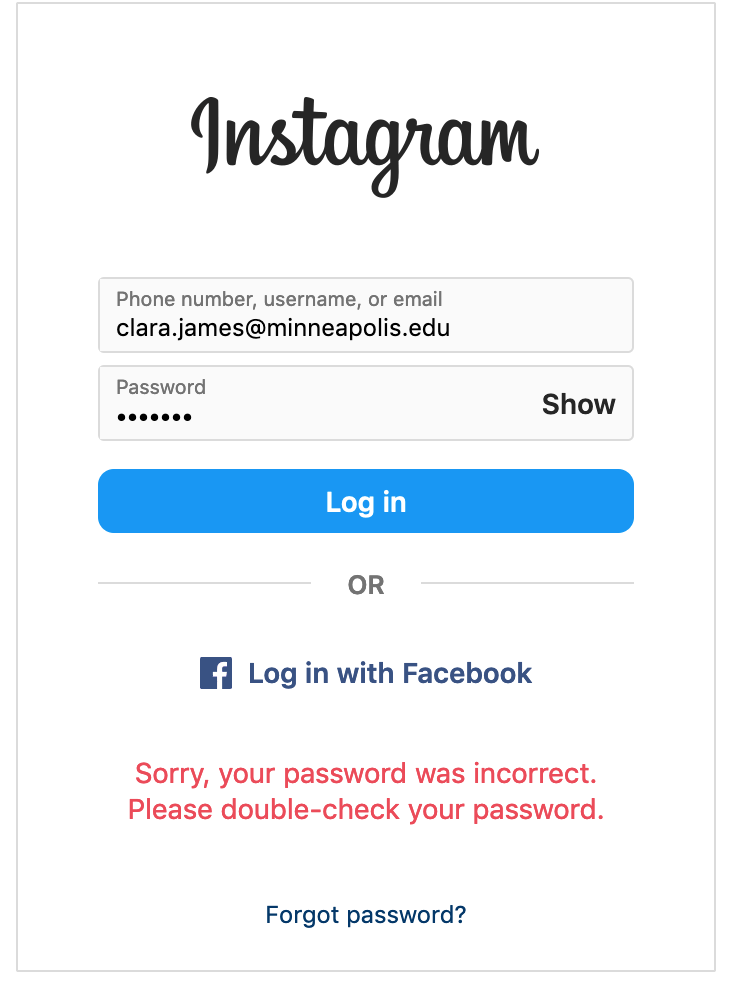 Instagram
Phone number, username, or email
clara.james@minneapolis.edu
Password
•••••••
Show
Log in
OR
Log in with Facebook
Sorry, your password was incorrect.
Please double-check your password.
Forgot password?